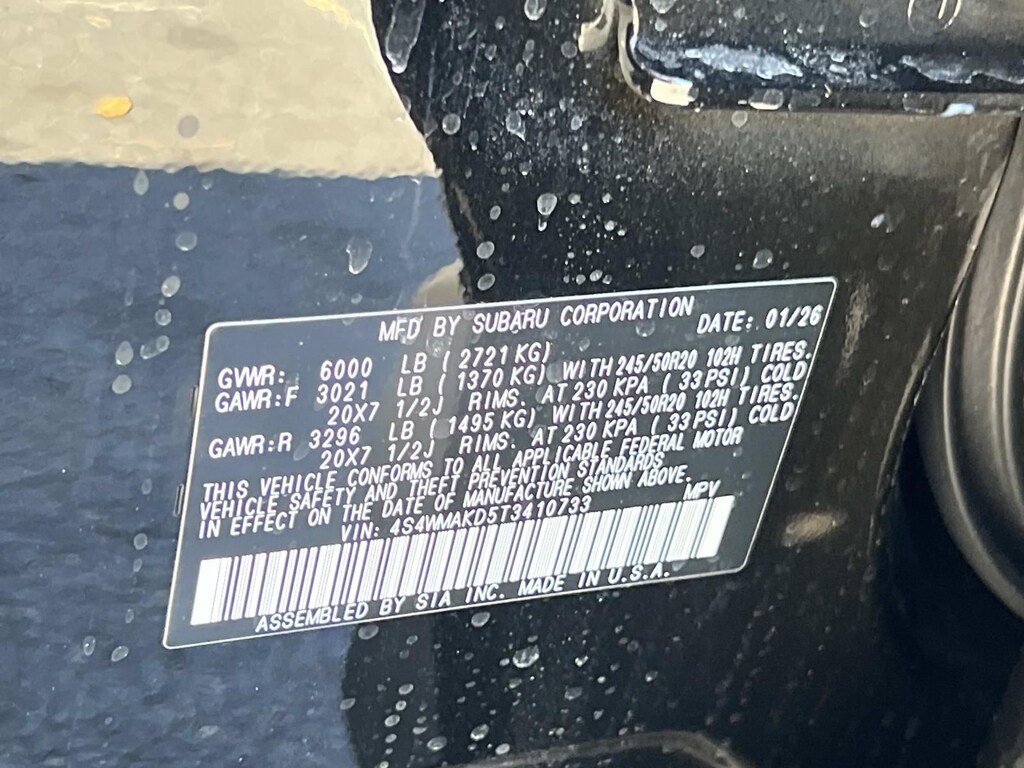 MFD BY SUBARU CORPORATION DATE: 01/26
GVWR: 6000 LB ( 2721 KG)
GAWR:F 3021 LB ( 1370 KG) WITH 245/50R20 102H TIRES.
20X7 1/2J RIMS. AT 230 KPA ( 33 PSI) COLD
GAWR:R 3296 LB ( 1495 KG) WITH 245/50R20 102H TIRES.
20X7 1/2J RIMS. AT 230 KPA ( 33 PSI) COLD
THIS VEHICLE CONFORMS TO ALL APPLICABLE FEDERAL MOTOR
VEHICLE SAFETY AND THEFT PREVENTION STANDARDS
IN EFFECT ON THE DATE OF MANUFACTURE SHOWN ABOVE.
VIN: 4S4WMAKD5T3410733 MPV
ASSEMBLED BY SIA INC. MADE IN U.S.A.